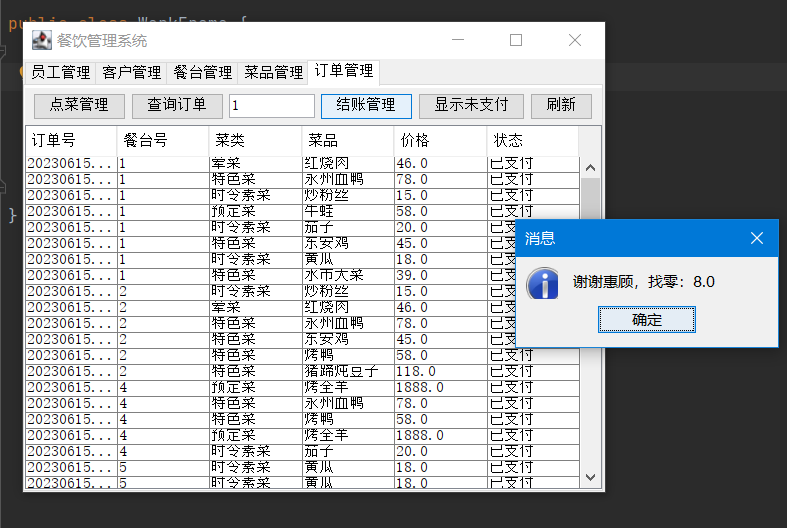 public class WorkFrame {
餐饮管理系统
员工管理 客户管理 餐台管理 菜品管理 订单管理
点菜管理 查询订单 1 结账管理 显示未支付 刷新
订单号 餐台号 菜类 菜品 价格 状态
20230615... 1 荤菜 红烧肉 46.0 已支付
20230615... 1 特色菜 永州血鸭 78.0 已支付
20230615... 1 时令素菜 炒粉丝 15.0 已支付
20230615... 1 预定菜 牛蛙 58.0 已支付
20230615... 1 时令素菜 茄子 20.0 已支付
20230615... 1 特色菜 东安鸡 45.0 已支付
20230615... 1 时令素菜 黄瓜 18.0 已支付
20230615... 1 特色菜 水市大菜 39.0 已支付
20230615... 2 时令素菜 炒粉丝 15.0 已支付
20230615... 2 荤菜 红烧肉 46.0 已支付
20230615... 2 特色菜 永州血鸭 78.0 已支付
20230615... 2 特色菜 东安鸡 45.0 已支付
20230615... 2 特色菜 烤鸭 58.0 已支付
20230615... 2 特色菜 猪蹄炖豆子 118.0 已支付
20230615... 4 预定菜 烤全羊 1888.0 已支付
20230615... 4 特色菜 永州血鸭 78.0 已支付
20230615... 4 特色菜 烤鸭 58.0 已支付
20230615... 4 预定菜 烤全羊 1888.0 已支付
20230615... 4 时令素菜 茄子 20.0 已支付
20230615... 5 时令素菜 黄瓜 18.0 已支付
20230615... 5 时令素菜 黄瓜 18.0 已支付
}
消息
谢谢惠顾，找零：8.0
确定